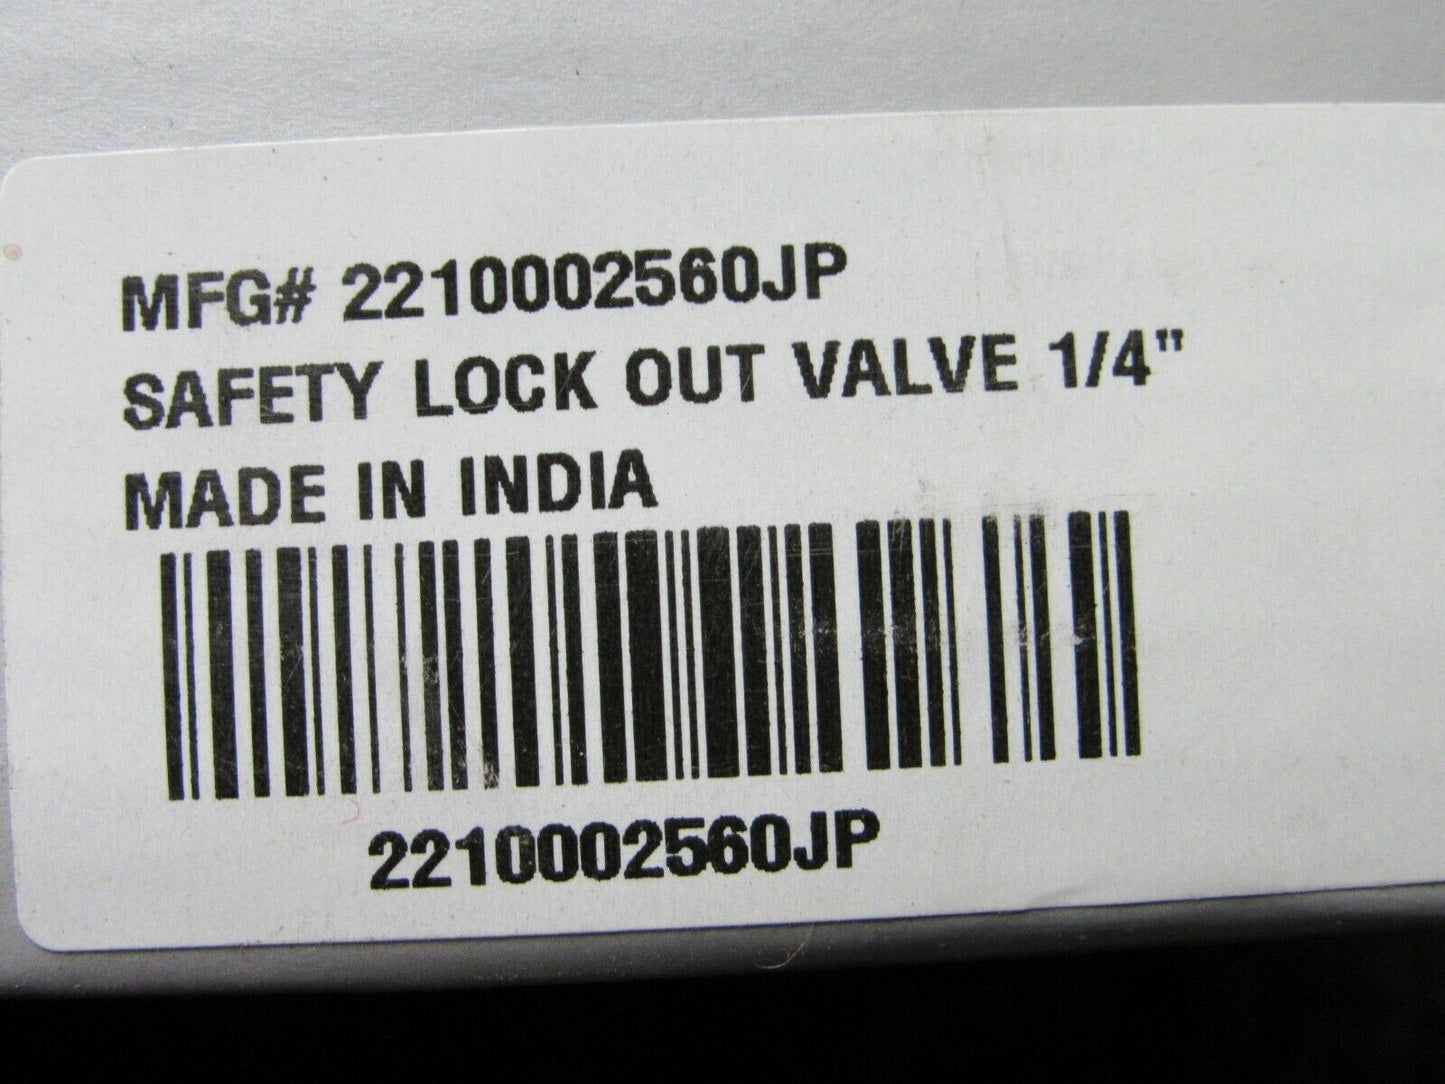 MFG# 2210002560JP
SAFETY LOCK OUT VALVE 1/4"
MADE IN INDIA
2210002560JP